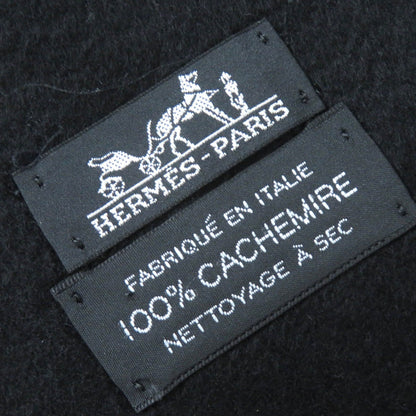 HERMÈS-PARIS
FABRIQUÉ EN ITALIE
100% CACHEMIRE
NETTOYAGE À SEC